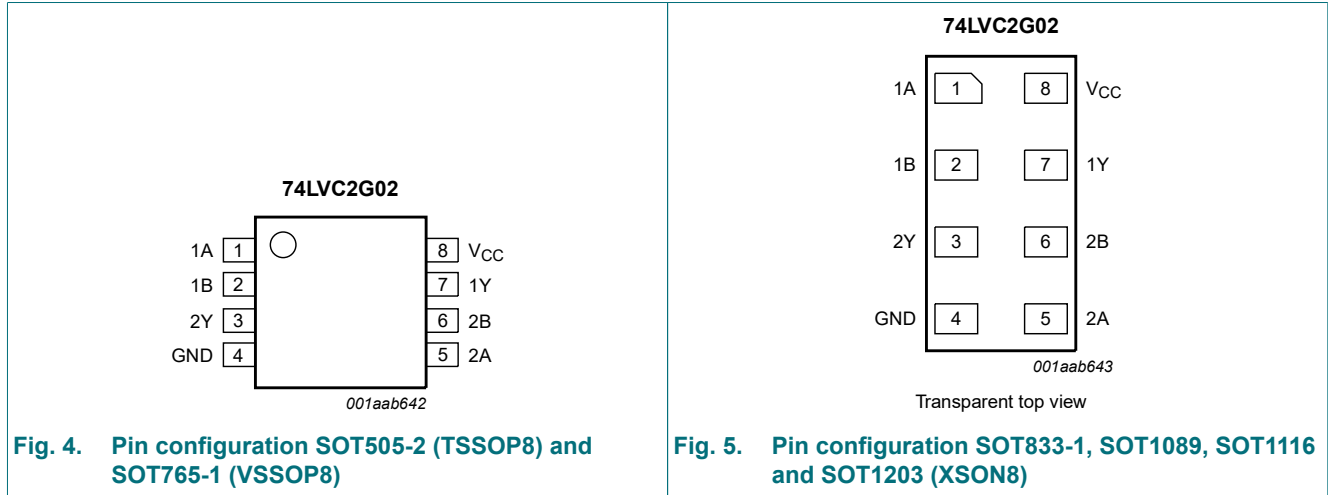 74LVC2G02
1A 1 8 VCC
1B 2 7 1Y
2Y 3 6 2B
GND 4 5 2A
001aab642
Fig. 4. Pin configuration SOT505-2 (TSSOP8) and
SOT765-1 (VSSOP8)
74LVC2G02
1A 1 8 VCC
1B 2 7 1Y
2Y 3 6 2B
GND 4 5 2A
001aab643
Transparent top view
Fig. 5. Pin configuration SOT833-1, SOT1089, SOT1116
and SOT1203 (XSON8)